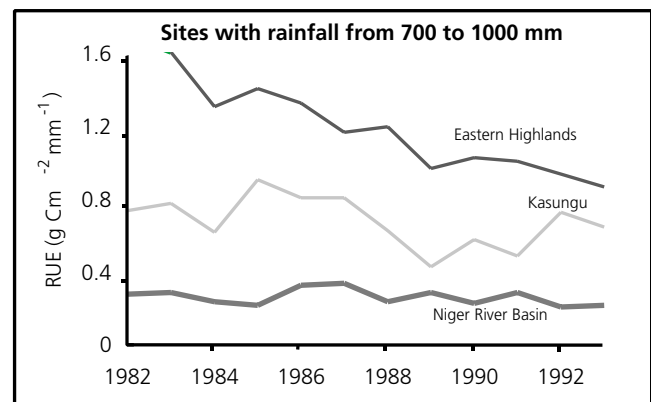 Sites with rainfall from 700 to 1000 mm
RUE (g Cm -2 mm -1)
1.6
1.2
0.8
0.4
0
Eastern Highlands
Kasungu
Niger River Basin
1982 1984 1986 1988 1990 1992